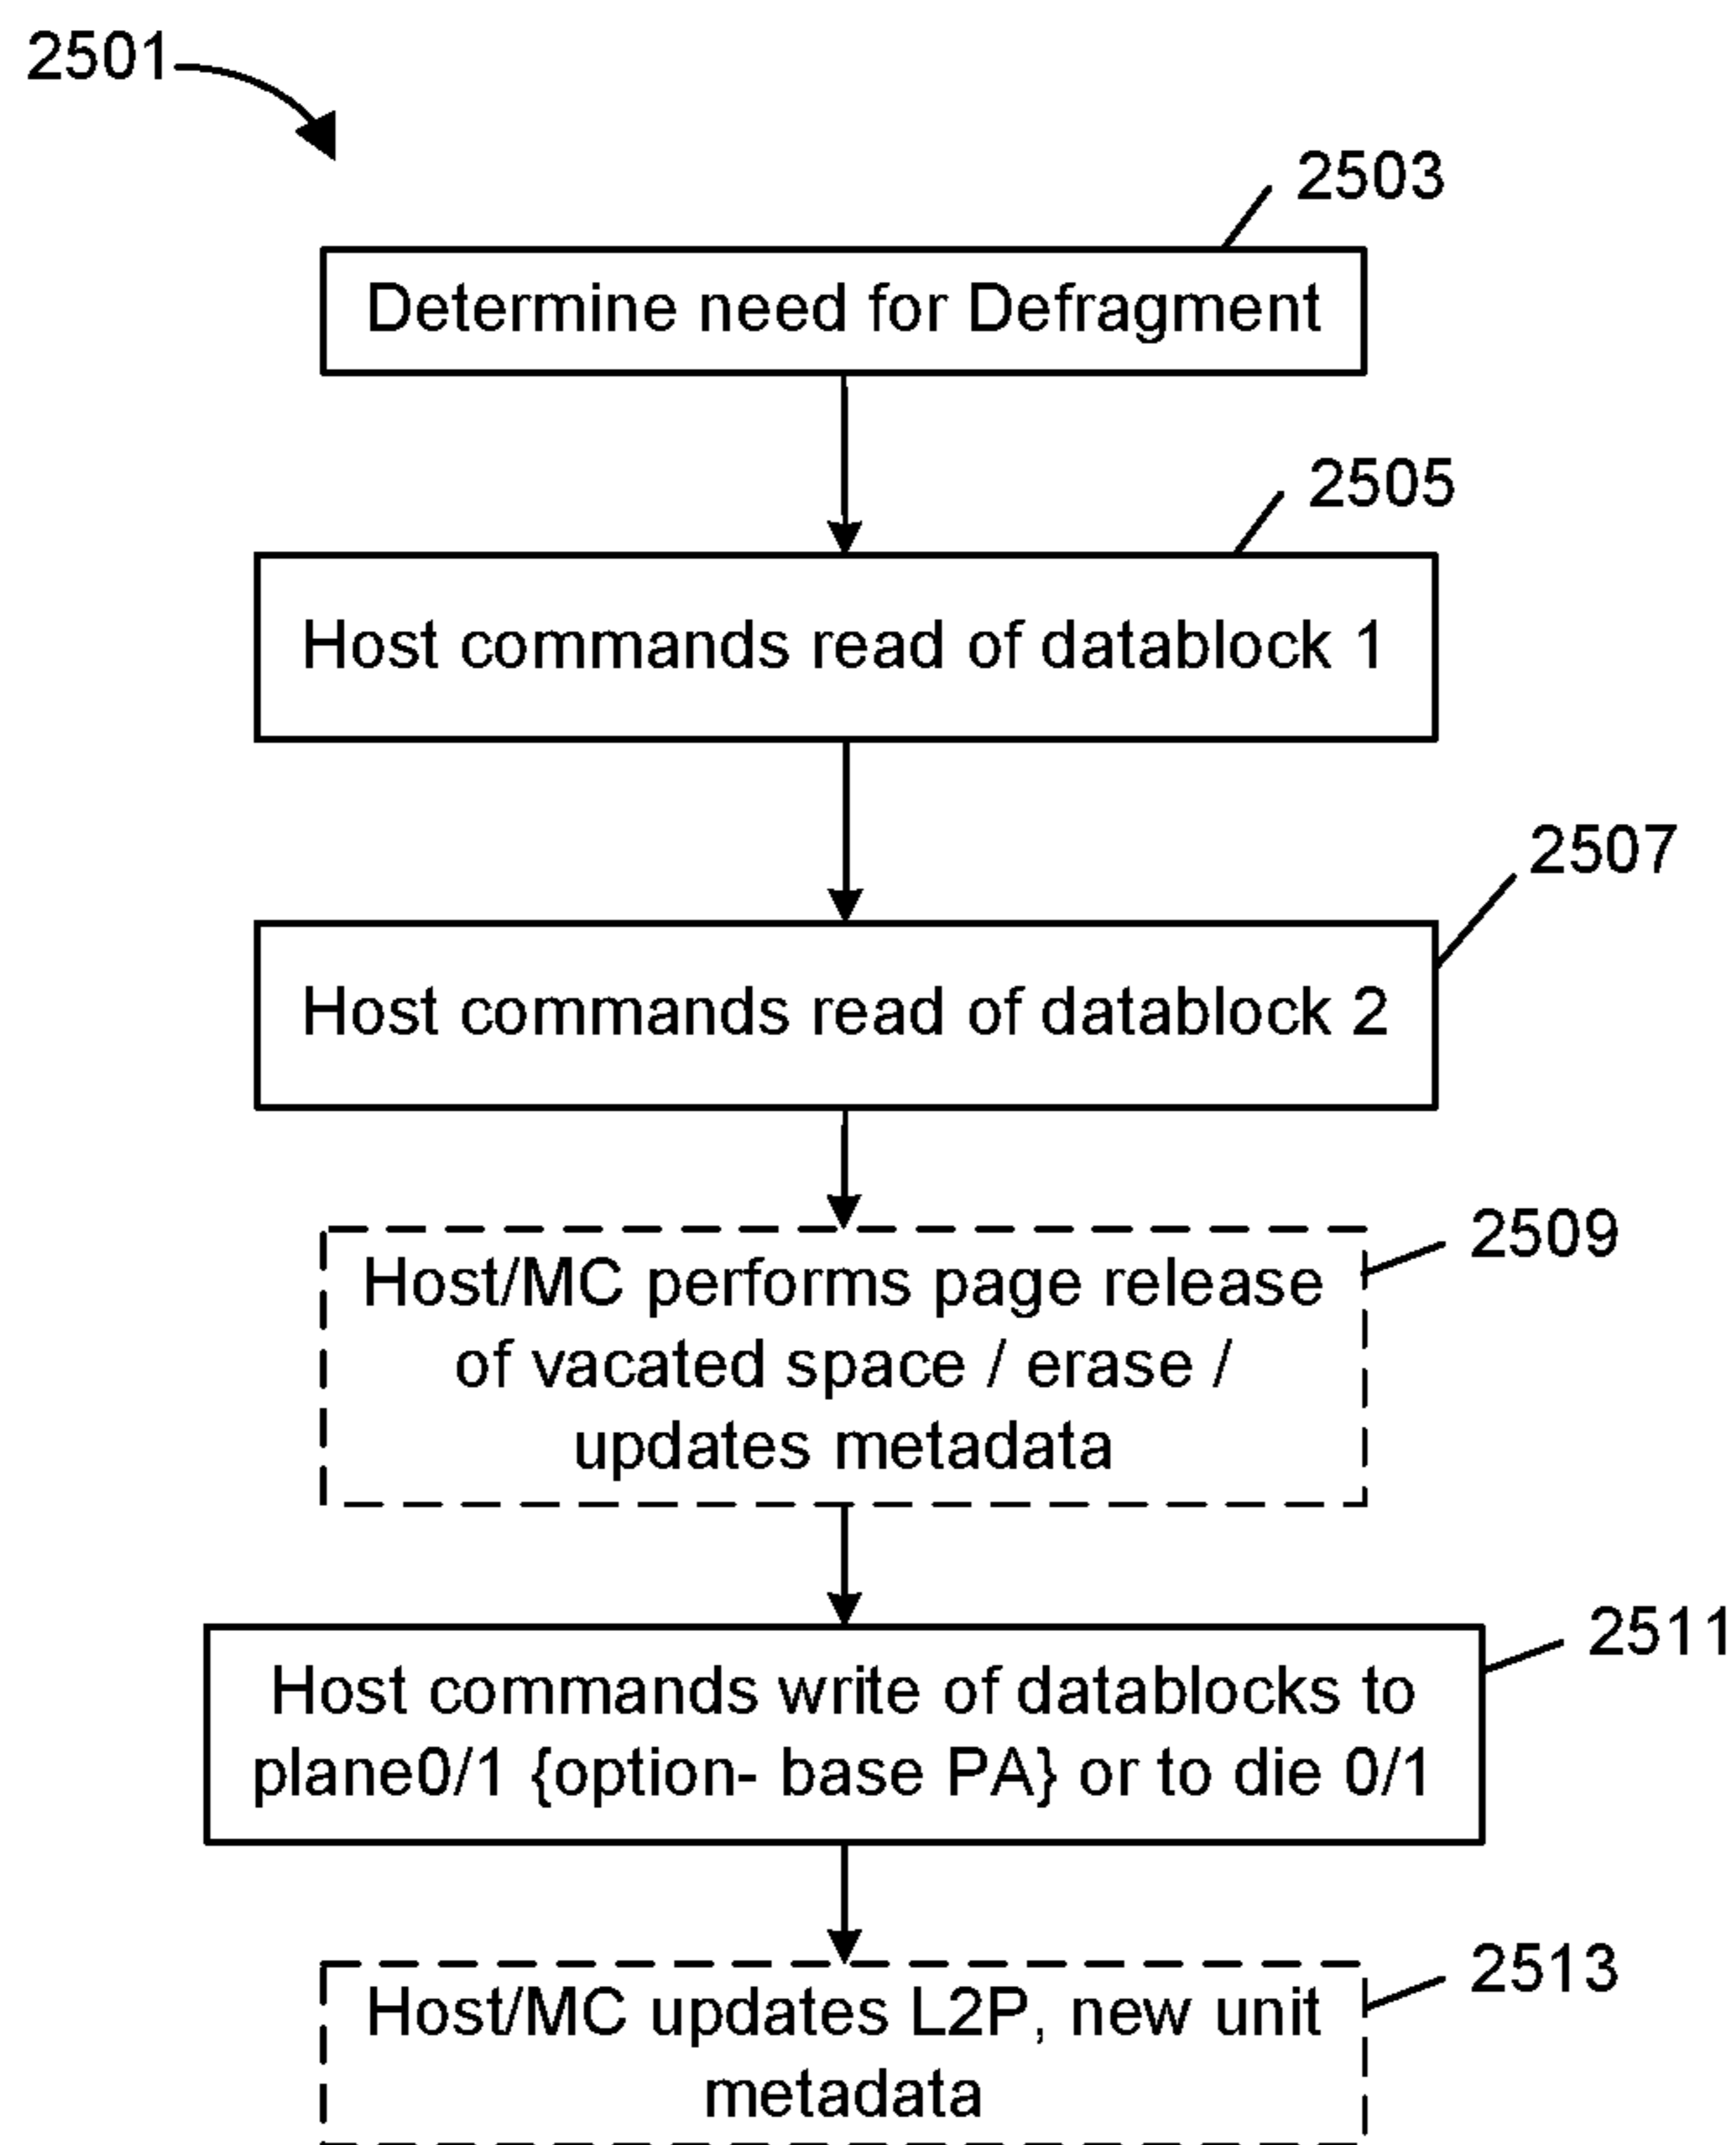 2501
2503
Determine need for Defragment
2505
Host commands read of datablock 1
2507
Host commands read of datablock 2
2509
Host/MC performs page release
of vacated space / erase /
updates metadata
2511
Host commands write of datablocks to
plane0/1 {option- base PA} or to die 0/1
2513
Host/MC updates L2P, new unit
metadata